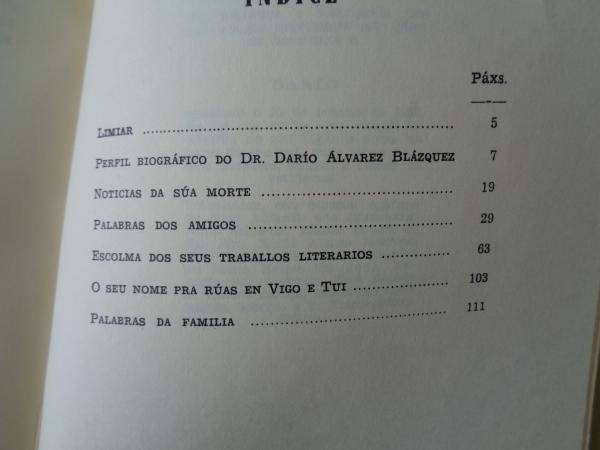 INDICE
Páxs.
LIMIAR 5
PERFIL BIOGRÁFICO DO DR. DARÍO ÁLVAREZ BLÁZQUEZ 7
NOTICIAS DA SÚA MORTE 19
PALABRAS DOS AMIGOS 29
ESCOLMA DOS SEUS TRABALLOS LITERARIOS 63
O SEU NOME PRA RÚAS EN VIGO E TUI 103
PALABRAS DA FAMILIA 111